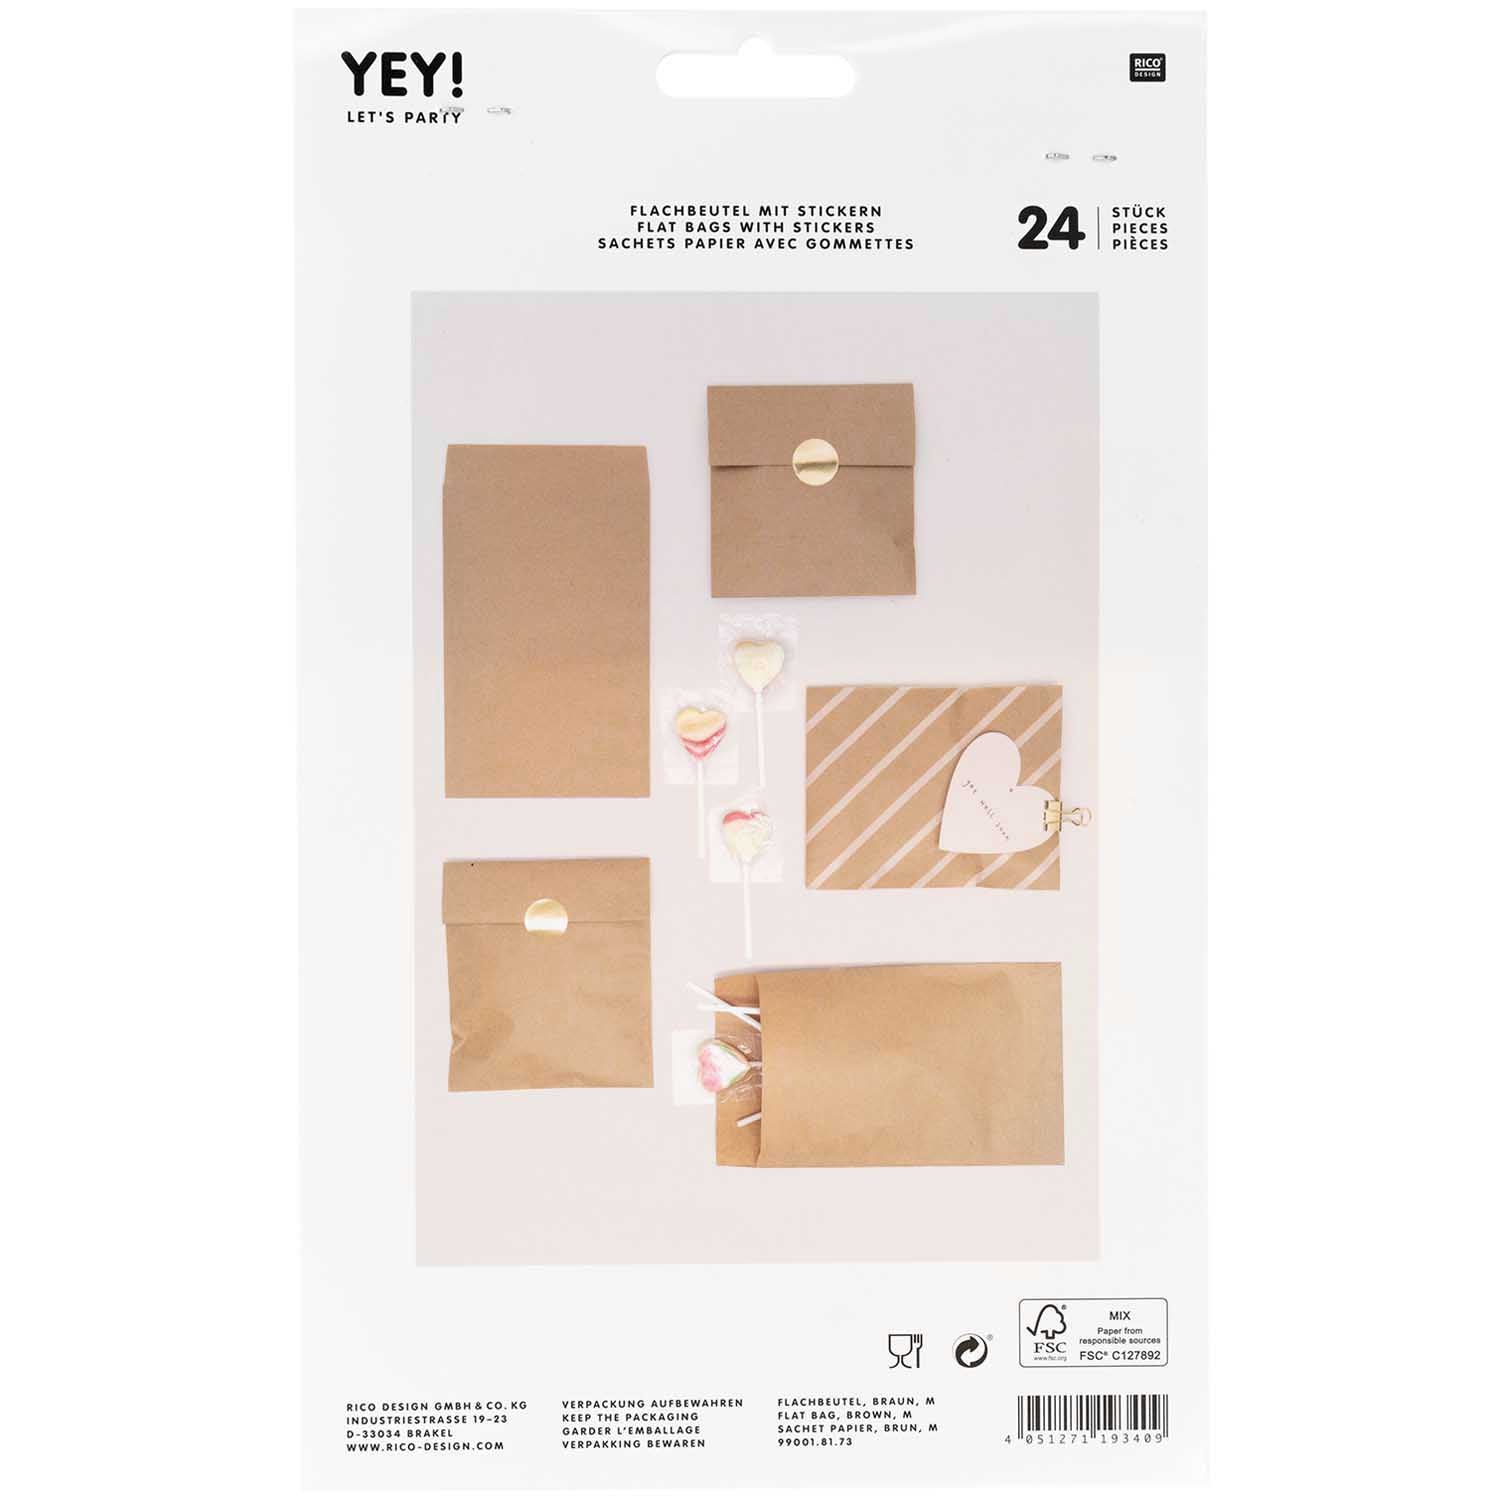 YEY!
LET'S PARTY
RICO
DESIGN
FLACHBEUTEL MIT STICKERN
FLAT BAGS WITH STICKERS
SACHETS PAPIER AVEC GOMMETTES
24
STÜCK
PIECES
PIÈCES
get well soon
FSC
www.fsc.org
MIX
Paper from
responsible sources
FSC® C127892
RICO DESIGN GMBH & CO. KG
INDUSTRIESTRASSE 19–23
D-33034 BRAKEL
WWW.RICO-DESIGN.COM
VERPACKUNG AUFBEWAHREN
KEEP THE PACKAGING
GARDER L'EMBALLAGE
VERPAKKING BEWAREN
FLACHBEUTEL, BRAUN, M
FLAT BAG, BROWN, M
SACHET PAPIER, BRUN, M
99001.81.73
4 051271 193409